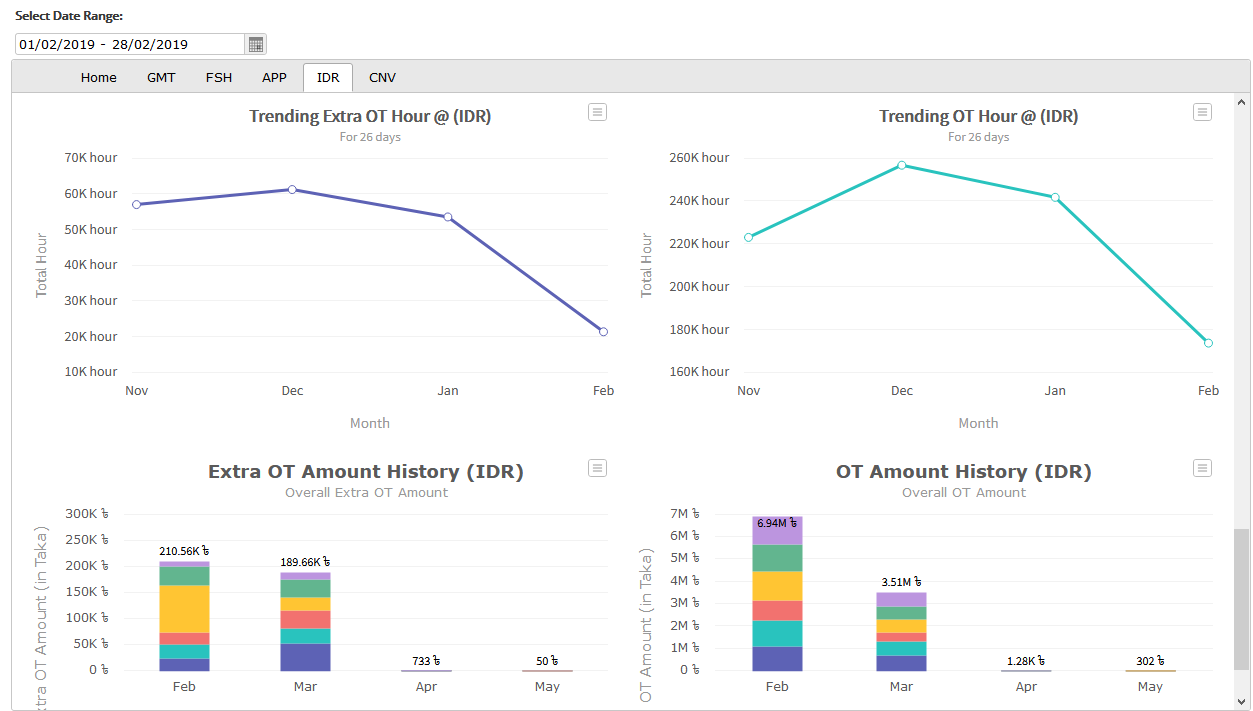 Select Date Range:
01/02/2019 - 28/02/2019
Home GMT FSH APP IDR CNV
Trending Extra OT Hour @ (IDR)
For 26 days
70K hour
60K hour
50K hour
40K hour
30K hour
20K hour
10K hour
Total Hour
Nov Dec Jan Feb
Month
Trending OT Hour @ (IDR)
For 26 days
260K hour
240K hour
220K hour
200K hour
180K hour
160K hour
Total Hour
Nov Dec Jan Feb
Month
Extra OT Amount History (IDR)
Overall Extra OT Amount
300K ৳
250K ৳
200K ৳
150K ৳
100K ৳
50K ৳
0 ৳
xtra OT Amount (in Taka)
210.56K ৳
189.66K ৳
733 ৳
50 ৳
Feb Mar Apr May
OT Amount History (IDR)
Overall OT Amount
7M ৳
6M ৳
5M ৳
4M ৳
3M ৳
2M ৳
1M ৳
0 ৳
OT Amount (in Taka)
6.94M ৳
3.51M ৳
1.28K ৳
302 ৳
Feb Mar Apr May